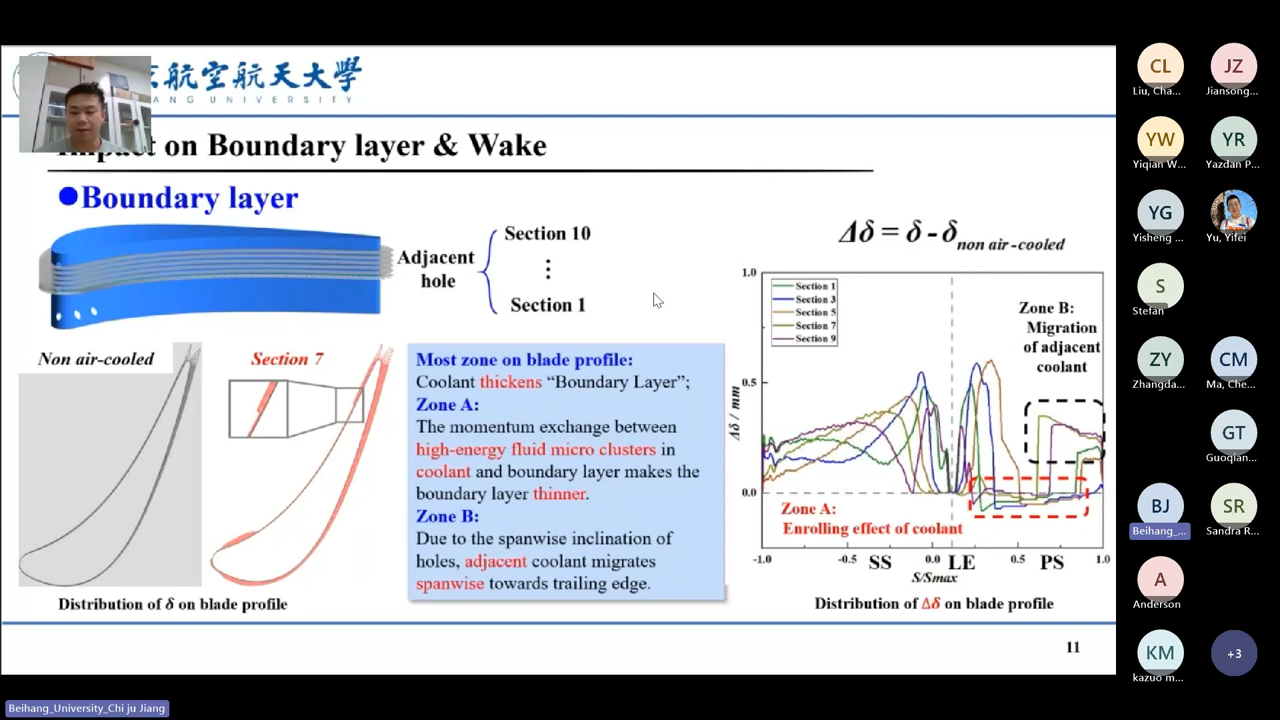 航空航天大學
ANG UNIVERSITY
Impact on Boundary layer & Wake
●Boundary layer
Adjacent
hole
Section 10
⋮
Section 1
Δδ = δ - δnon air-cooled
Non air-cooled
Section 7
Distribution of δ on blade profile
Most zone on blade profile:
Coolant thickens “Boundary Layer”;
Zone A:
The momentum exchange between
high-energy fluid micro clusters in
coolant and boundary layer makes the
boundary layer thinner.
Zone B:
Due to the spanwise inclination of
holes, adjacent coolant migrates
spanwise towards trailing edge.
1.0
0.5
0.0
Δδ / mm
Section 1
Section 3
Section 5
Section 7
Section 9
Zone B:
Migration
of adjacent
coolant
Zone A:
Enrolling effect of coolant
-1.0
-0.5
SS
0.0
LE
0.5
PS
1.0
S/Smax
Distribution of Δδ on blade profile
11
CL
Liu, Cha...
JZ
Jiansong...
YW
Yiqian W...
YR
Yazdan P...
YG
Yisheng ...
Yu, Yifei
S
Stefan
ZY
Zhangda...
CM
Ma, Che...
GT
Guoqian...
BJ
Beihang_...
SR
Sandra R...
A
Anderson
KM
kazuo m...
+3
Beihang_University_Chi ju Jiang